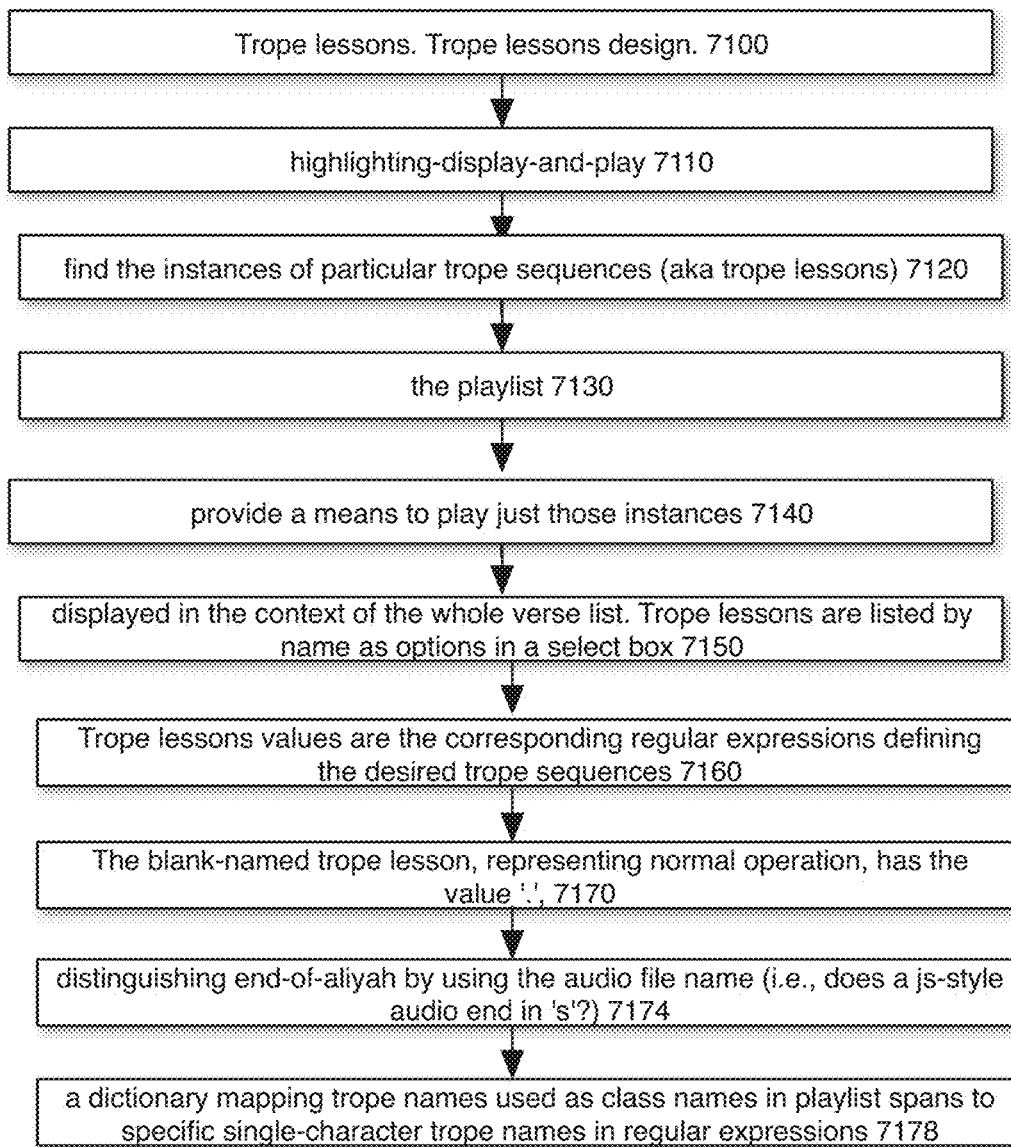 Trope lessons. Trope lessons design. 7100
highlighting-display-and-play 7110
find the instances of particular trope sequences (aka trope lessons) 7120
the playlist 7130
provide a means to play just those instances 7140
displayed in the context of the whole verse list. Trope lessons are listed by
name as options in a select box 7150
Trope lessons values are the corresponding regular expressions defining
the desired trope sequences 7160
The blank-named trope lesson, representing normal operation, has the
value '.', 7170
distinguishing end-of-aliyah by using the audio file name (i.e., does a js-style
audio end in 's'?) 7174
a dictionary mapping trope names used as class names in playlist spans to
specific single-character trope names in regular expressions 7178